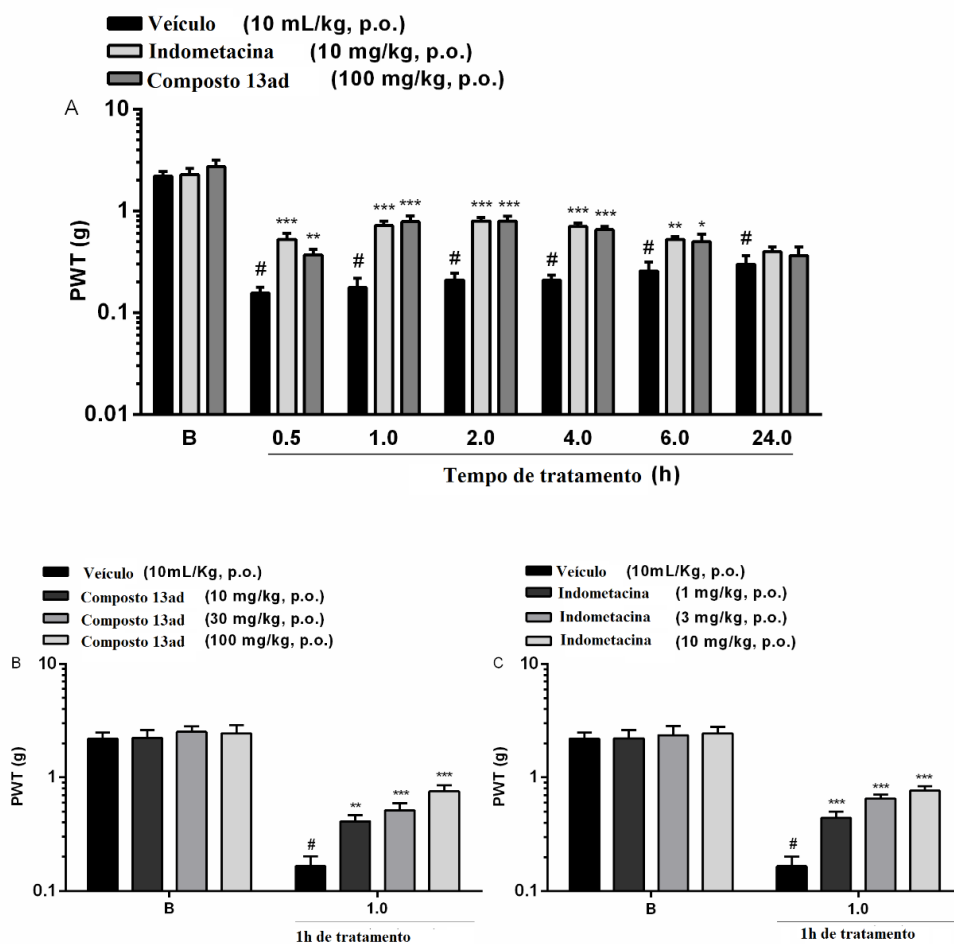 Veículo (10 mL/kg, p.o.)
Indometacina (10 mg/kg, p.o.)
Composto 13ad (100 mg/kg, p.o.)
A
PWT (g)
10
1
0.1
0.01
# *** **
# *** ***
# *** ***
# *** ***
# ** *
#
B 0.5 1.0 2.0 4.0 6.0 24.0
Tempo de tratamento (h)
Veículo (10mL/Kg, p.o.)
Composto 13ad (10 mg/kg, p.o.)
Composto 13ad (30 mg/kg, p.o.)
Composto 13ad (100 mg/kg, p.o.)
B
PWT (g)
10
1
0.1
# ** *** ***
B 1.0
1h de tratamento
Veículo (10mL/Kg, p.o.)
Indometacina (1 mg/kg, p.o.)
Indometacina (3 mg/kg, p.o.)
Indometacina (10 mg/kg, p.o.)
C
PWT (g)
10
1
0.1
# *** *** ***
B 1.0
1h de tratamento